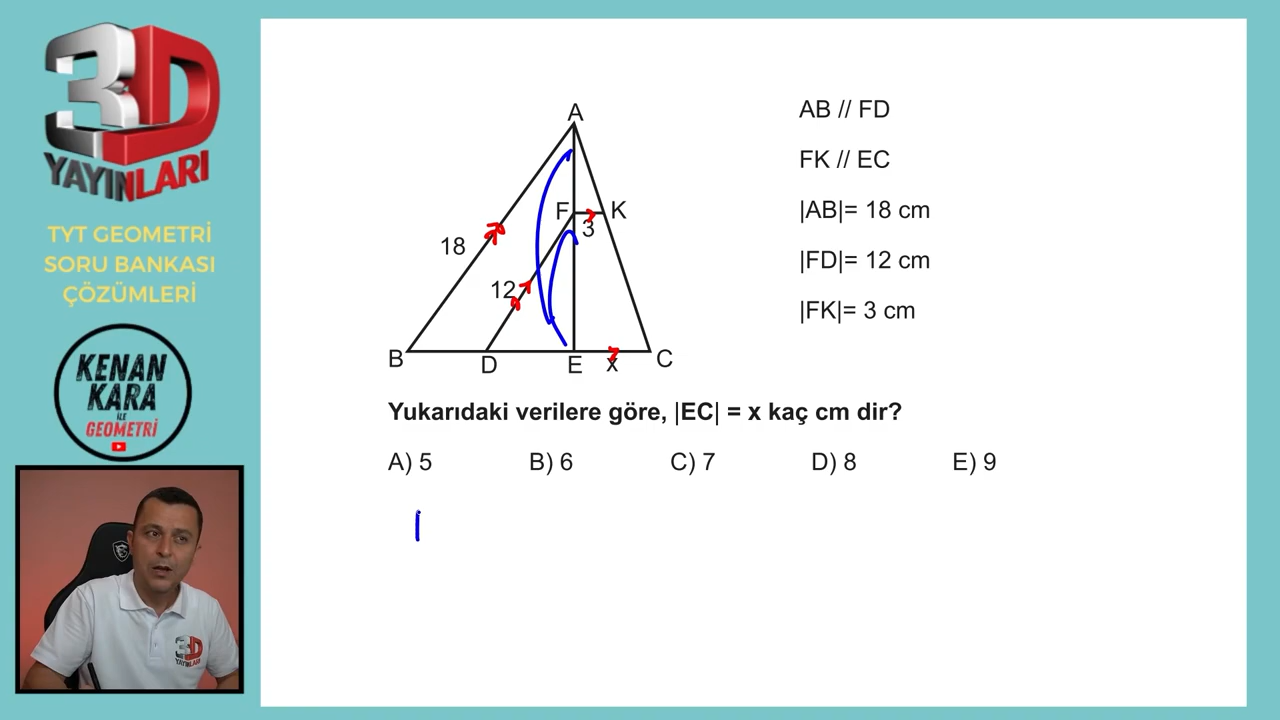 3D
YAYINLARI
TYT GEOMETRİ
SORU BANKASI
ÇÖZÜMLERİ
KENAN
KARA
İLE
GEOMETRİ
3D
YAYINLARI
A
F
K
3
18
12
B
D
E
x
C
AB // FD
FK // EC
|AB|= 18 cm
|FD|= 12 cm
|FK|= 3 cm
Yukarıdaki verilere göre, |EC| = x kaç cm dir?
A) 5 B) 6 C) 7 D) 8 E) 9